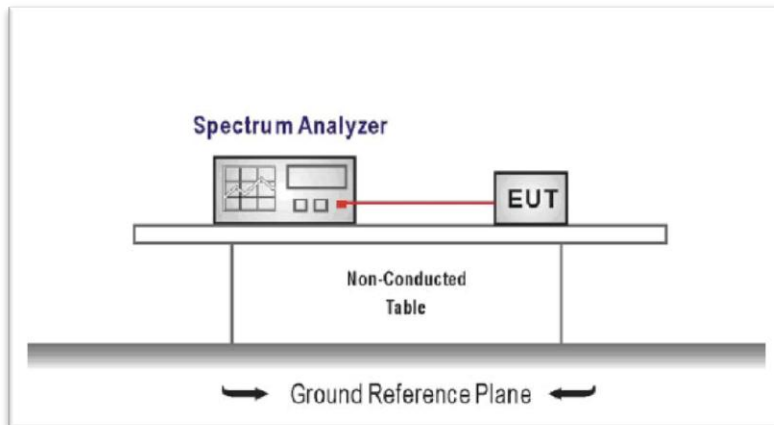 Spectrum Analyzer
EUT
Non-Conducted
Table
Ground Reference Plane